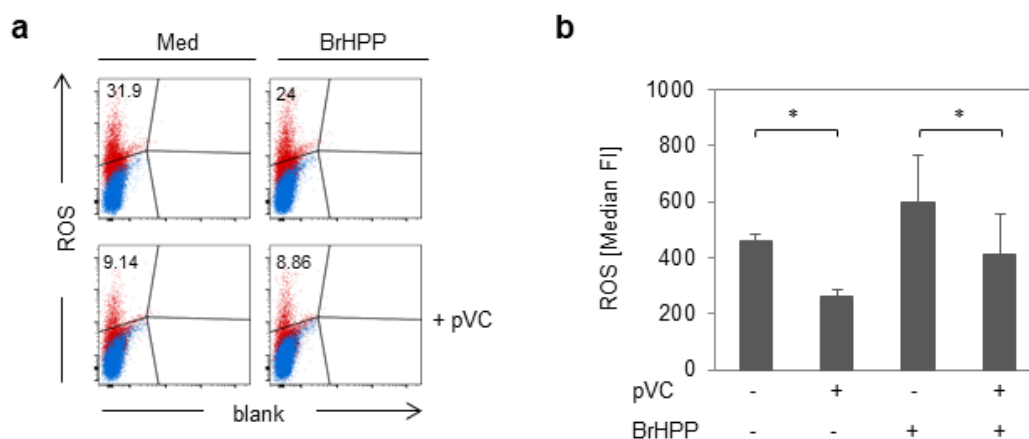 a
Med BrHPP
31.9 24
ROS
9.14 8.86
+ pVC
blank
b
1000
800
600
400
200
0
ROS [Median FI]
* *
pVC - + - +
BrHPP - - + +